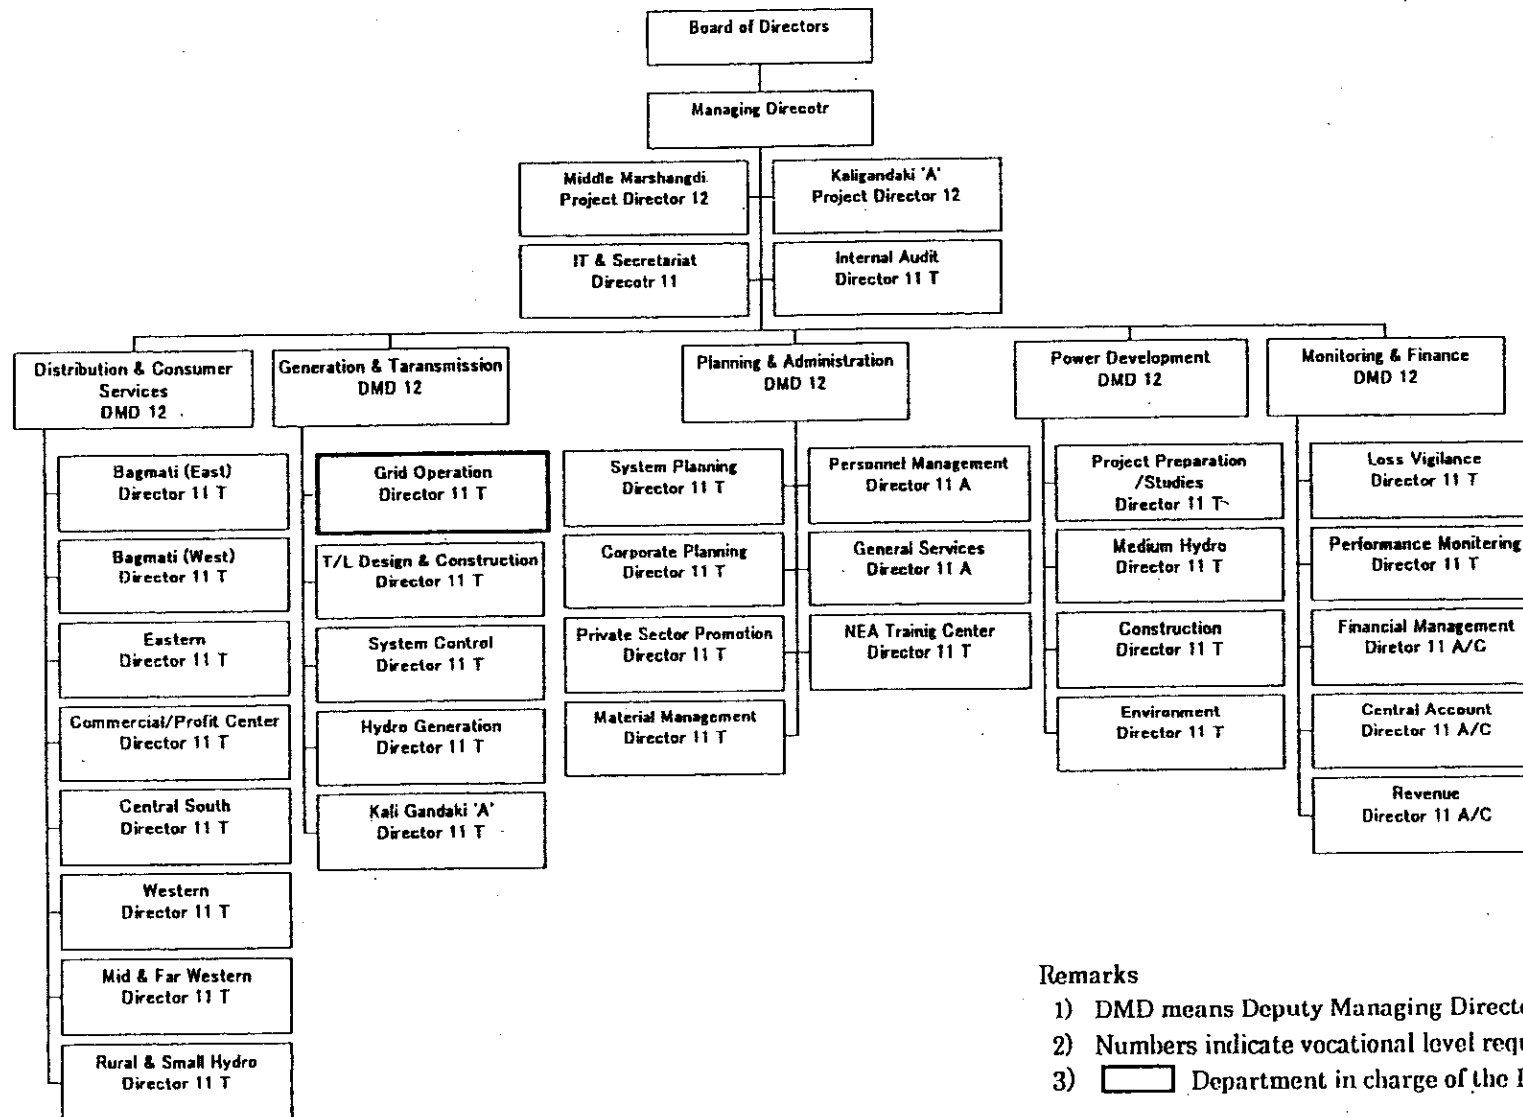 Board of Directors
Managing Direcotr
Middle Marshangdi
Project Director 12
Kaligandaki 'A'
Project Director 12
IT & Secretariat
Direcotr 11
Internal Audit
Director 11 T
Distribution & Consumer
Services
DMD 12
Generation & Taransmission
DMD 12
Planning & Administration
DMD 12
Power Development
DMD 12
Monitoring & Finance
DMD 12
Bagmati (East)
Director 11 T
Bagmati (West)
Director 11 T
Eastern
Director 11 T
Commercial/Profit Center
Director 11 T
Central South
Director 11 T
Western
Director 11 T
Mid & Far Western
Director 11 T
Rural & Small Hydro
Director 11 T
Grid Operation
Director 11 T
T/L Design & Construction
Director 11 T
System Control
Director 11 T
Hydro Generation
Director 11 T
Kali Gandaki 'A'
Director 11 T
System Planning
Director 11 T
Corporate Planning
Director 11 T
Private Sector Promotion
Director 11 T
Material Management
Director 11 T
Personnel Management
Director 11 A
General Services
Director 11 A
NEA Trainig Center
Director 11 T
Project Preparation
/Studies
Director 11 T
Medium Hydro
Director 11 T
Construction
Director 11 T
Environment
Director 11 T
Loss Vigilance
Director 11 T
Performance Monitering
Director 11 T
Financial Management
Diretor 11 A/C
Central Account
Director 11 A/C
Revenue
Director 11 A/C
Remarks
1) DMD means Deputy Managing
2) Numbers indicate vocational level
3) Department in charge of the